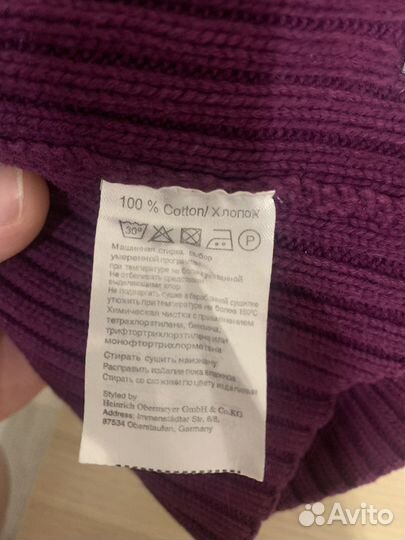 100 % Cotton/ Хлопок
30° P
Машинная стирка, выбор
умеренной программы
при температуре не более указанной
Не отбеливать средствами
выделяющими хлор
Не подвергать сушке в барабанной сушилке
утюжить при температуре не более 150°C
Химическая чистка с применением
тетрахлорэтилена, бензина,
трифтортрихлорэтана или
монофтортрихлорметана
Стирать сушить наизнанку
Расправить изделие пока влажное
Стирать со схожими по цвету изделиями
Styled by
Heinrich Obermeyer GmbH & Co.KG
Address: Immenstädter Str. 6/8,
87534 Oberstaufen, Germany
Avito